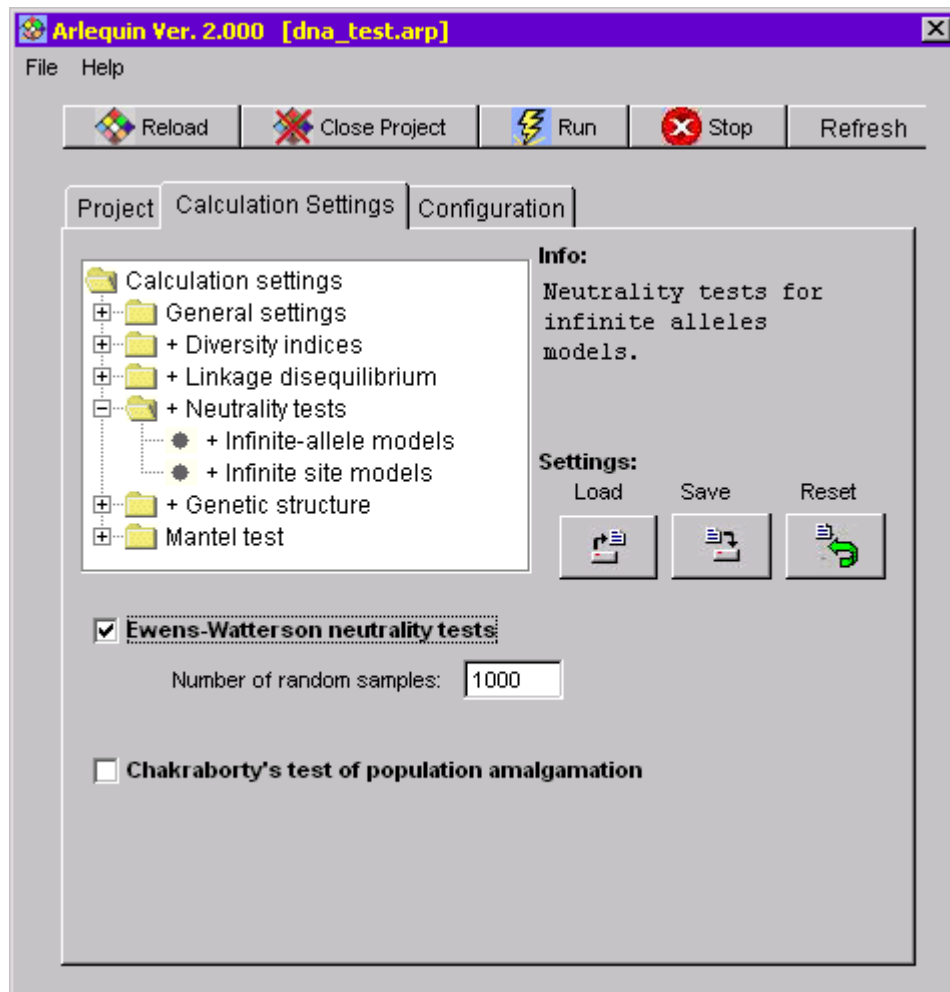 Arlequin Ver. 2.000 [dna_test.arp]
File Help
Reload Close Project Run Stop Refresh
Project Calculation Settings Configuration
Calculation settings
General settings
+ Diversity indices
+ Linkage disequilibrium
+ Neutrality tests
+ Infinite-allele models
+ Infinite site models
+ Genetic structure
Mantel test
Info:
Neutrality tests for
infinite alleles
models.
Settings:
Load Save Reset
Ewens-Watterson neutrality tests
Number of random samples: 1000
Chakraborty's test of population amalgamation